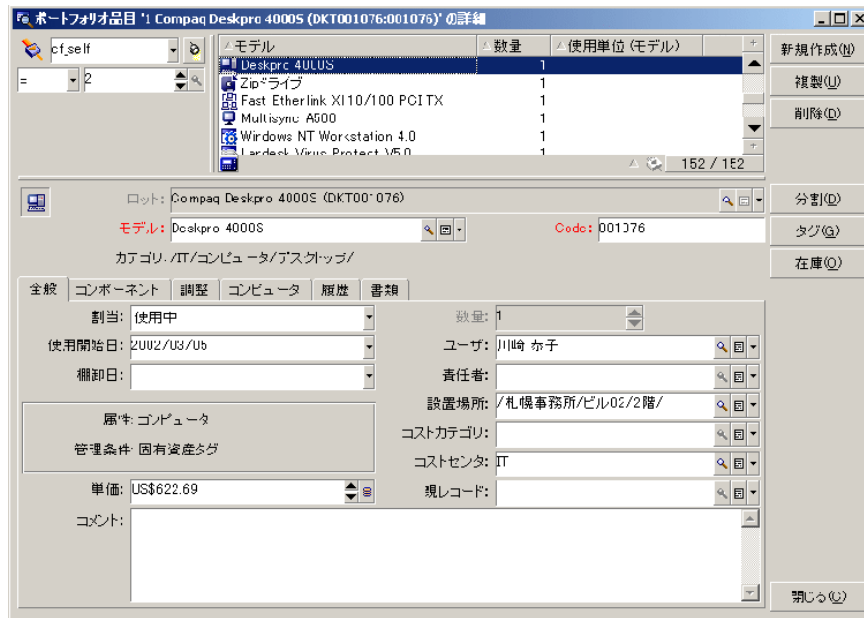 ポートフォリオ品目 '1 Compaq Deskpro 4000S (DKT001076:001076)' の詳細
cf_self
= 2
モデル 数量 使用単位 (モデル)
1
Zipドライブ 1
Fast Etherlink XI 10/100 PCI TX 1
Multisync A500 1
Windows NT Workstation 4.0 1
Landesk Virus Protect V5.0 1
152 /
新規作成(N)
複製(U)
削除(D)
ロット: Compaq Deskpro 4000S (DKT001076)
モデル: Deskpro 4000S Code: 001076
カテゴリ: /IT/コンピュータ/デスクトップ/
分割(D)
タグ(G)
在庫(O)
全般 コンポーネント 調整 コンピュータ 履歴 書類
割当: 使用中 数量: 1
使用開始日: ユーザ: 川崎
棚卸日: 責任者:
設置場所: /札幌事務所/ビル02/2階/
属性: コンピュータ
コストカテゴリ:
管理条件: 固有資産タグ
コストセンタ: IT
単価: US$622.69 現レコード:
コメント:
閉じる(C)